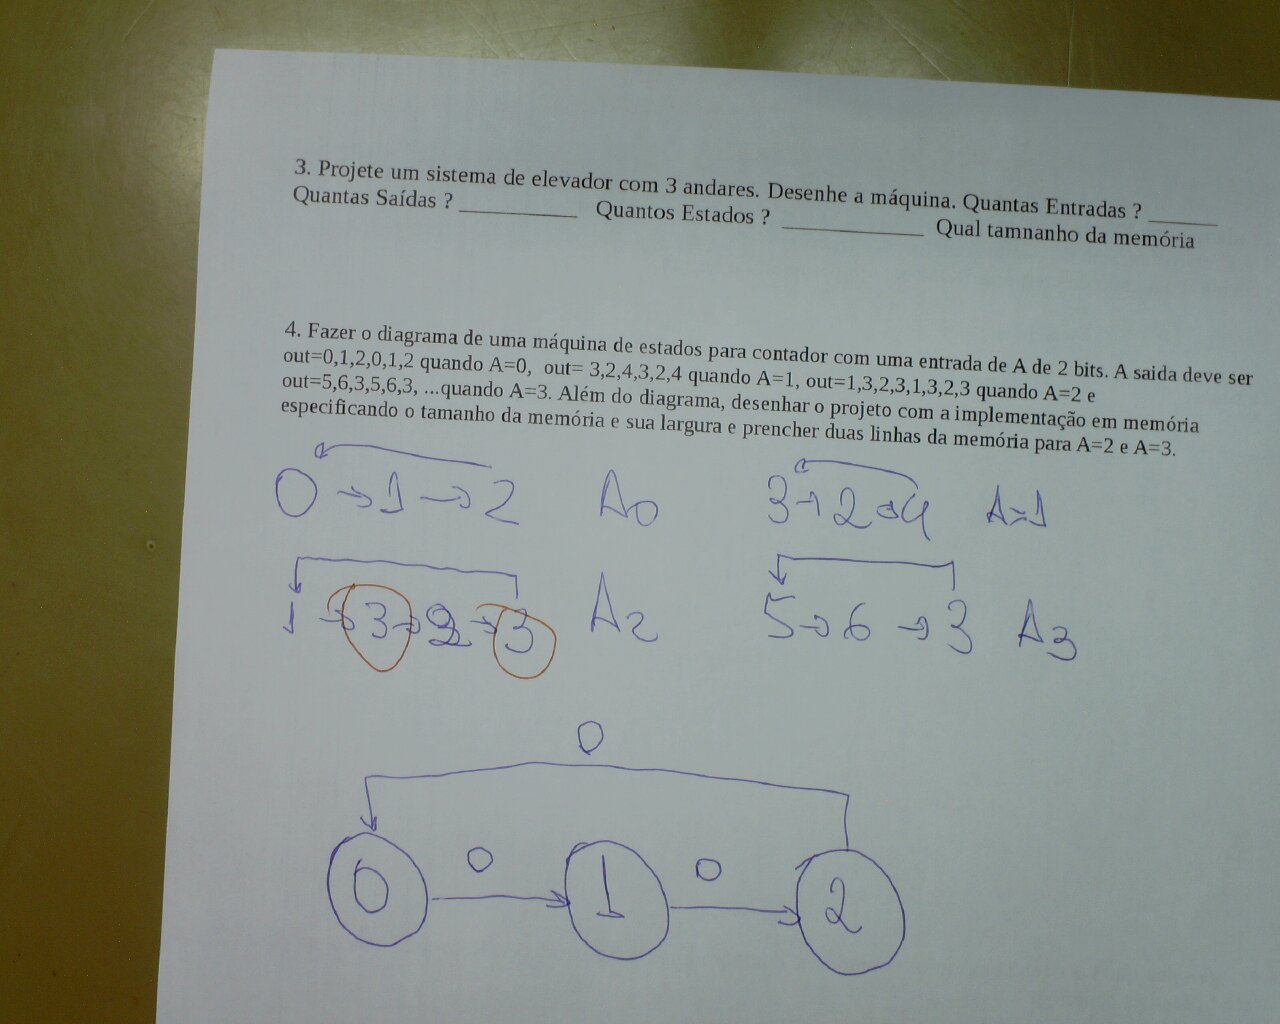 3. Projete um sistema de elevador com 3 andares. Desenhe a máquina. Quantas Entradas ? ______
Quantas Saídas ? __________ Quantos Estados ? ____________ Qual tamnanho da memória
4. Fazer o diagrama de uma máquina de estados para contador com uma entrada de A de 2 bits. A saida deve ser
out=0,1,2,0,1,2 quando A=0, out= 3,2,4,3,2,4 quando A=1, out=1,3,2,3,1,3,2,3 quando A=2 e
out=5,6,3,5,6,3, ...quando A=3. Além do diagrama, desenhar o projeto com a implementação em memória
especificando o tamanho da memória e sua largura e prencher duas linhas da memória para A=2 e A=3.
0 → 1 → 2 A0 3 → 2 → 4 A=1
1 → 3 → 2 → 3 A2 5 → 6 → 3 A3
0
0 0
0 1 2